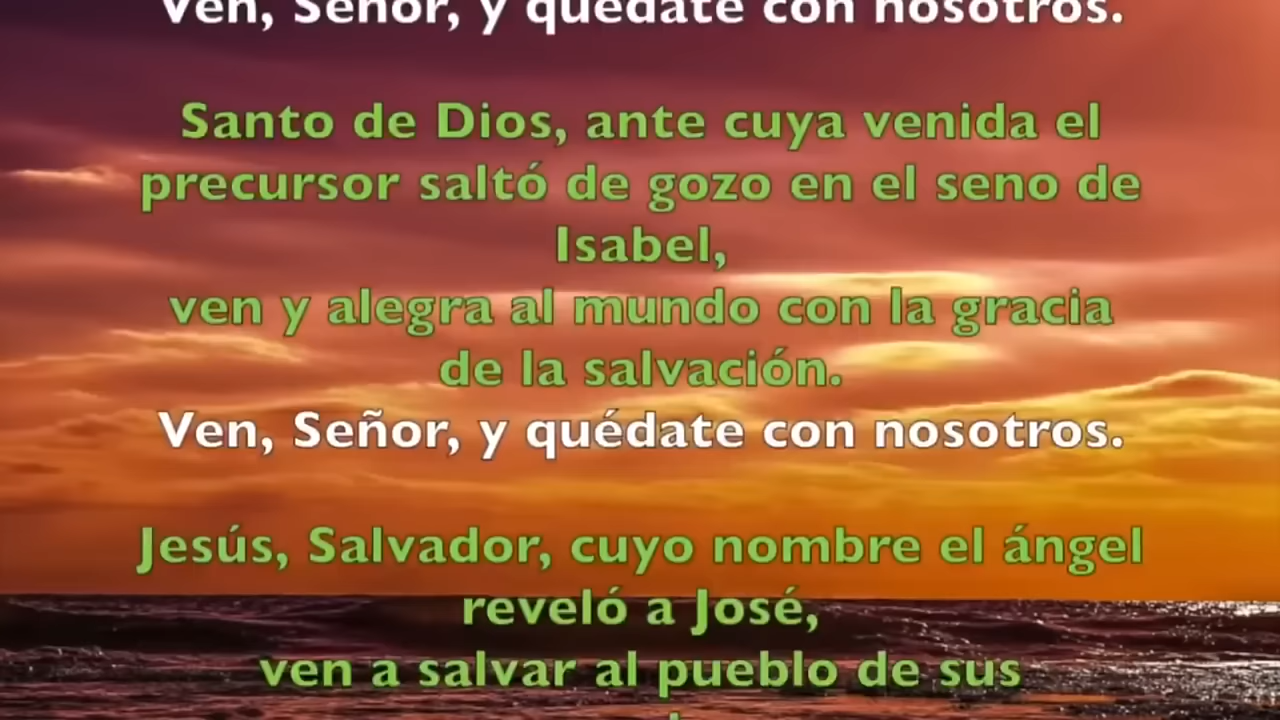 Ven, Señor, y quédate con nosotros.
Santo de Dios, ante cuya venida el
precursor saltó de gozo en el seno de
Isabel,
ven y alegra al mundo con la gracia
de la salvación.
Ven, Señor, y quédate con nosotros.
Jesús, Salvador, cuyo nombre el ángel
reveló a José,
ven a salvar al pueblo de sus